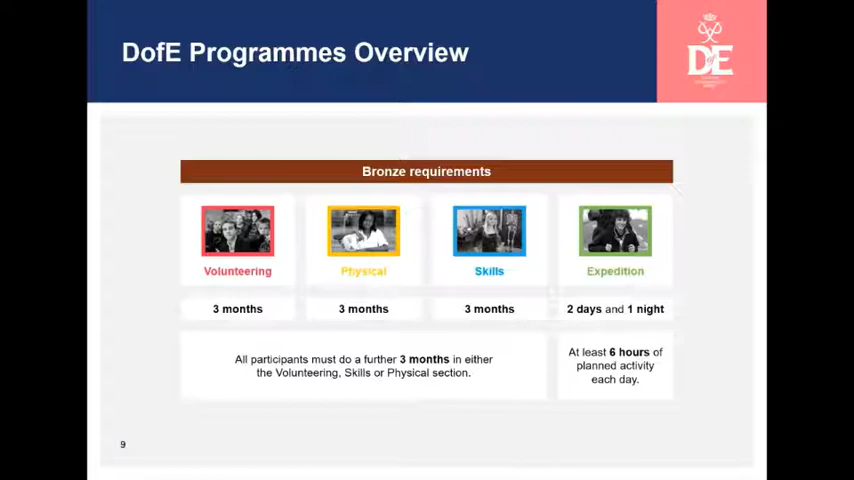 DofE Programmes Overview
DofE
Bronze requirements
Volunteering
Physical
Skills
Expedition
3 months
3 months
3 months
2 days and 1 night
All participants must do a further 3 months in either
the Volunteering, Skills or Physical section.
At least 6 hours of
planned activity
each day.
9